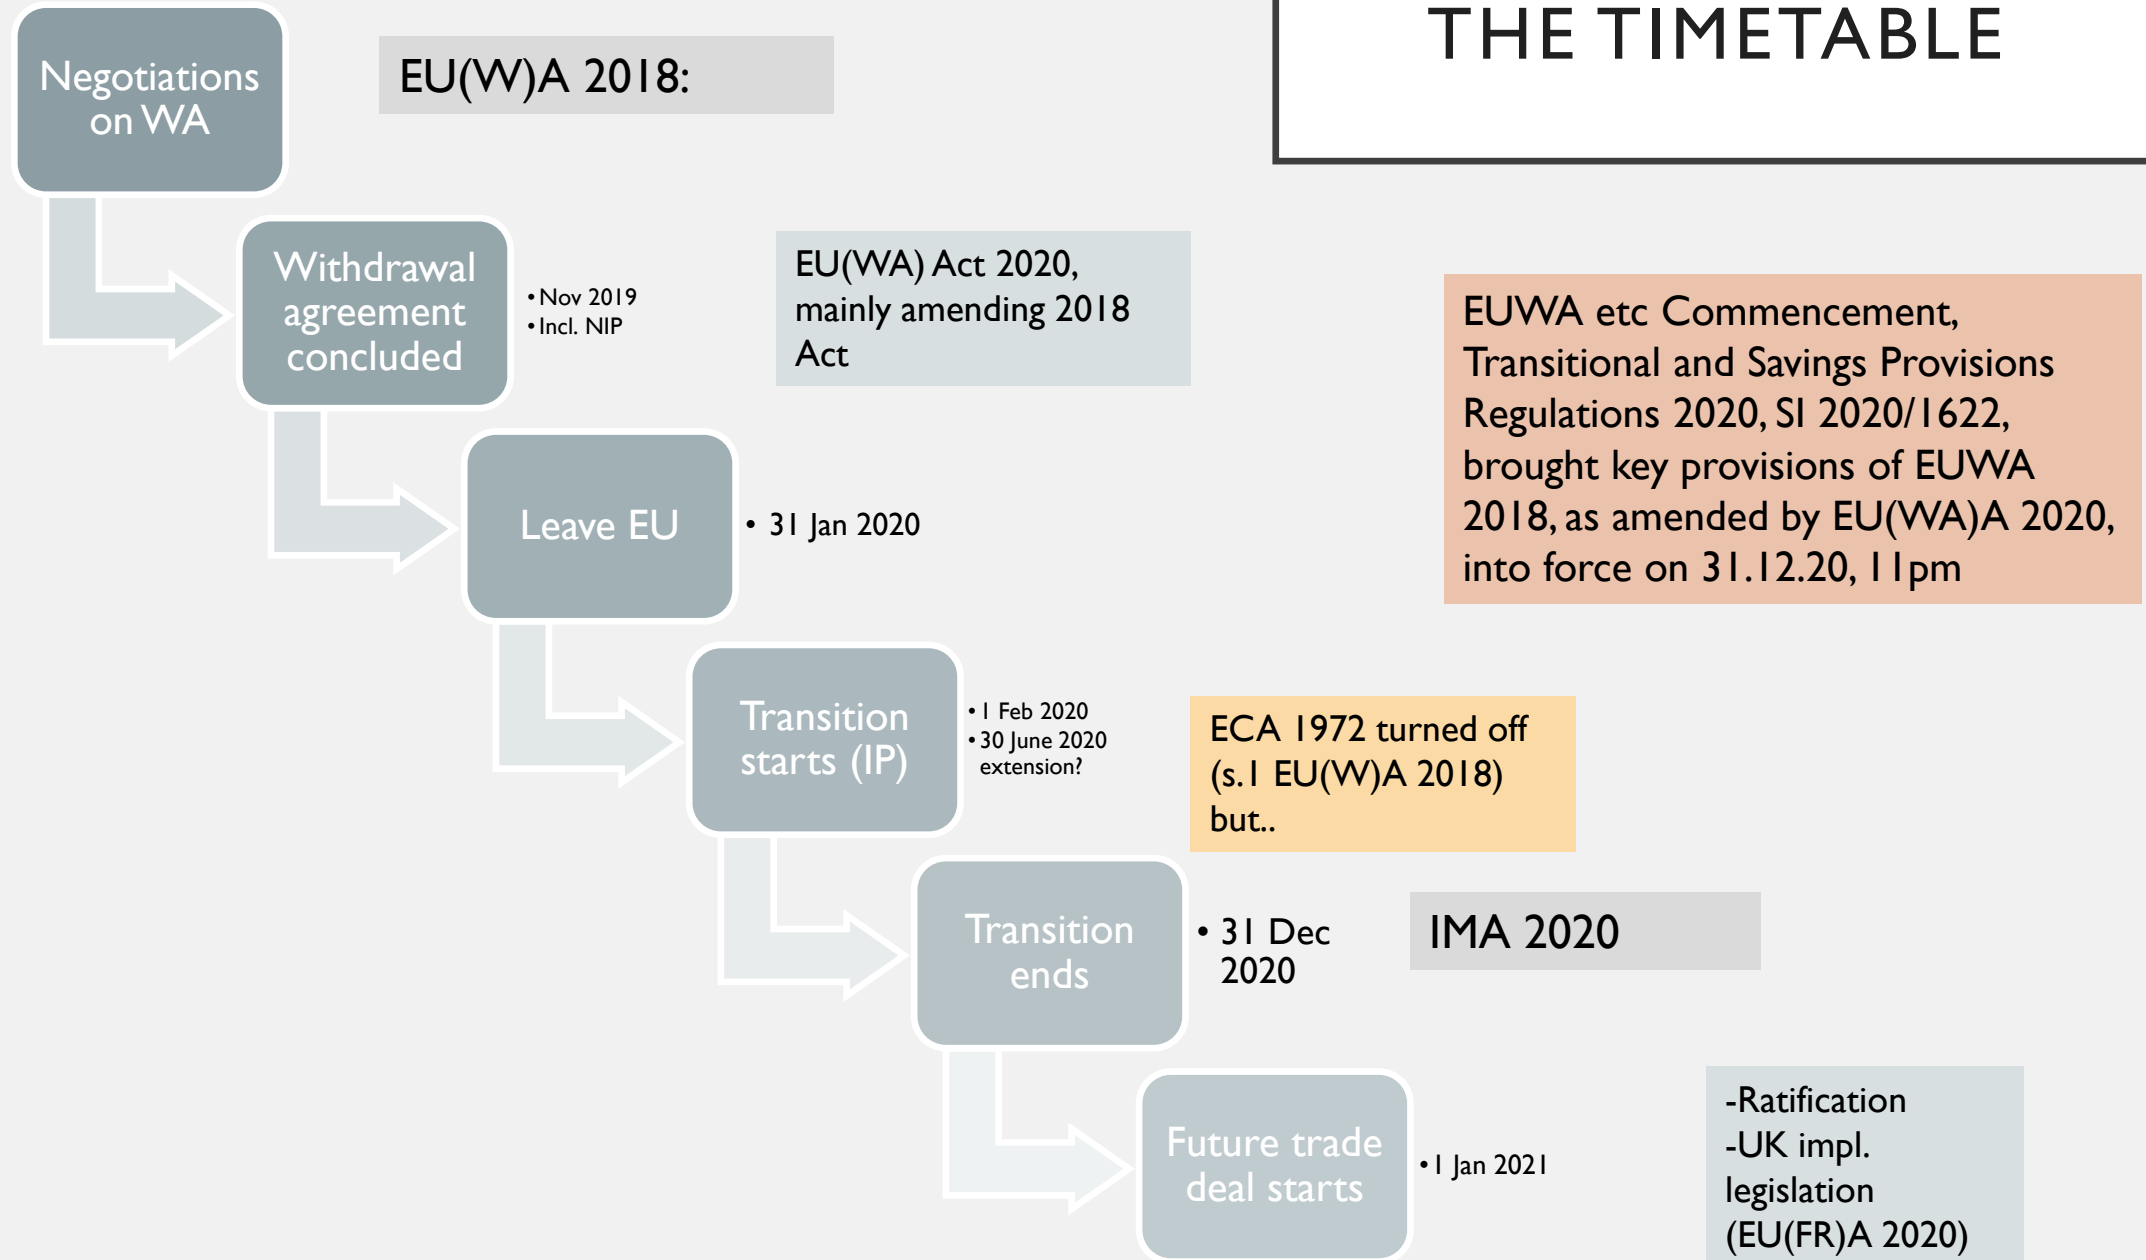 THE TIMETABLE
Negotiations
on WA
EU(W)A 2018:
Withdrawal
agreement
concluded
•Nov 2019
•Incl. NIP
EU(WA) Act 2020,
mainly amending 2018
Act
EUWA etc Commencement,
Transitional and Savings Provisions
Regulations 2020, SI 2020/1622,
brought key provisions of EUWA
2018, as amended by EU(WA)A 2020,
into force on 31.12.20, 11pm
Leave EU
• 31 Jan 2020
Transition
starts (IP)
•1 Feb 2020
•30 June 2020
extension?
ECA 1972 turned off
(s.1 EU(W)A 2018)
but..
Transition
ends
• 31 Dec
2020
IMA 2020
Future trade
deal starts
•1 Jan 2021
-Ratification
-UK impl.
legislation
(EU(FR)A 2020)